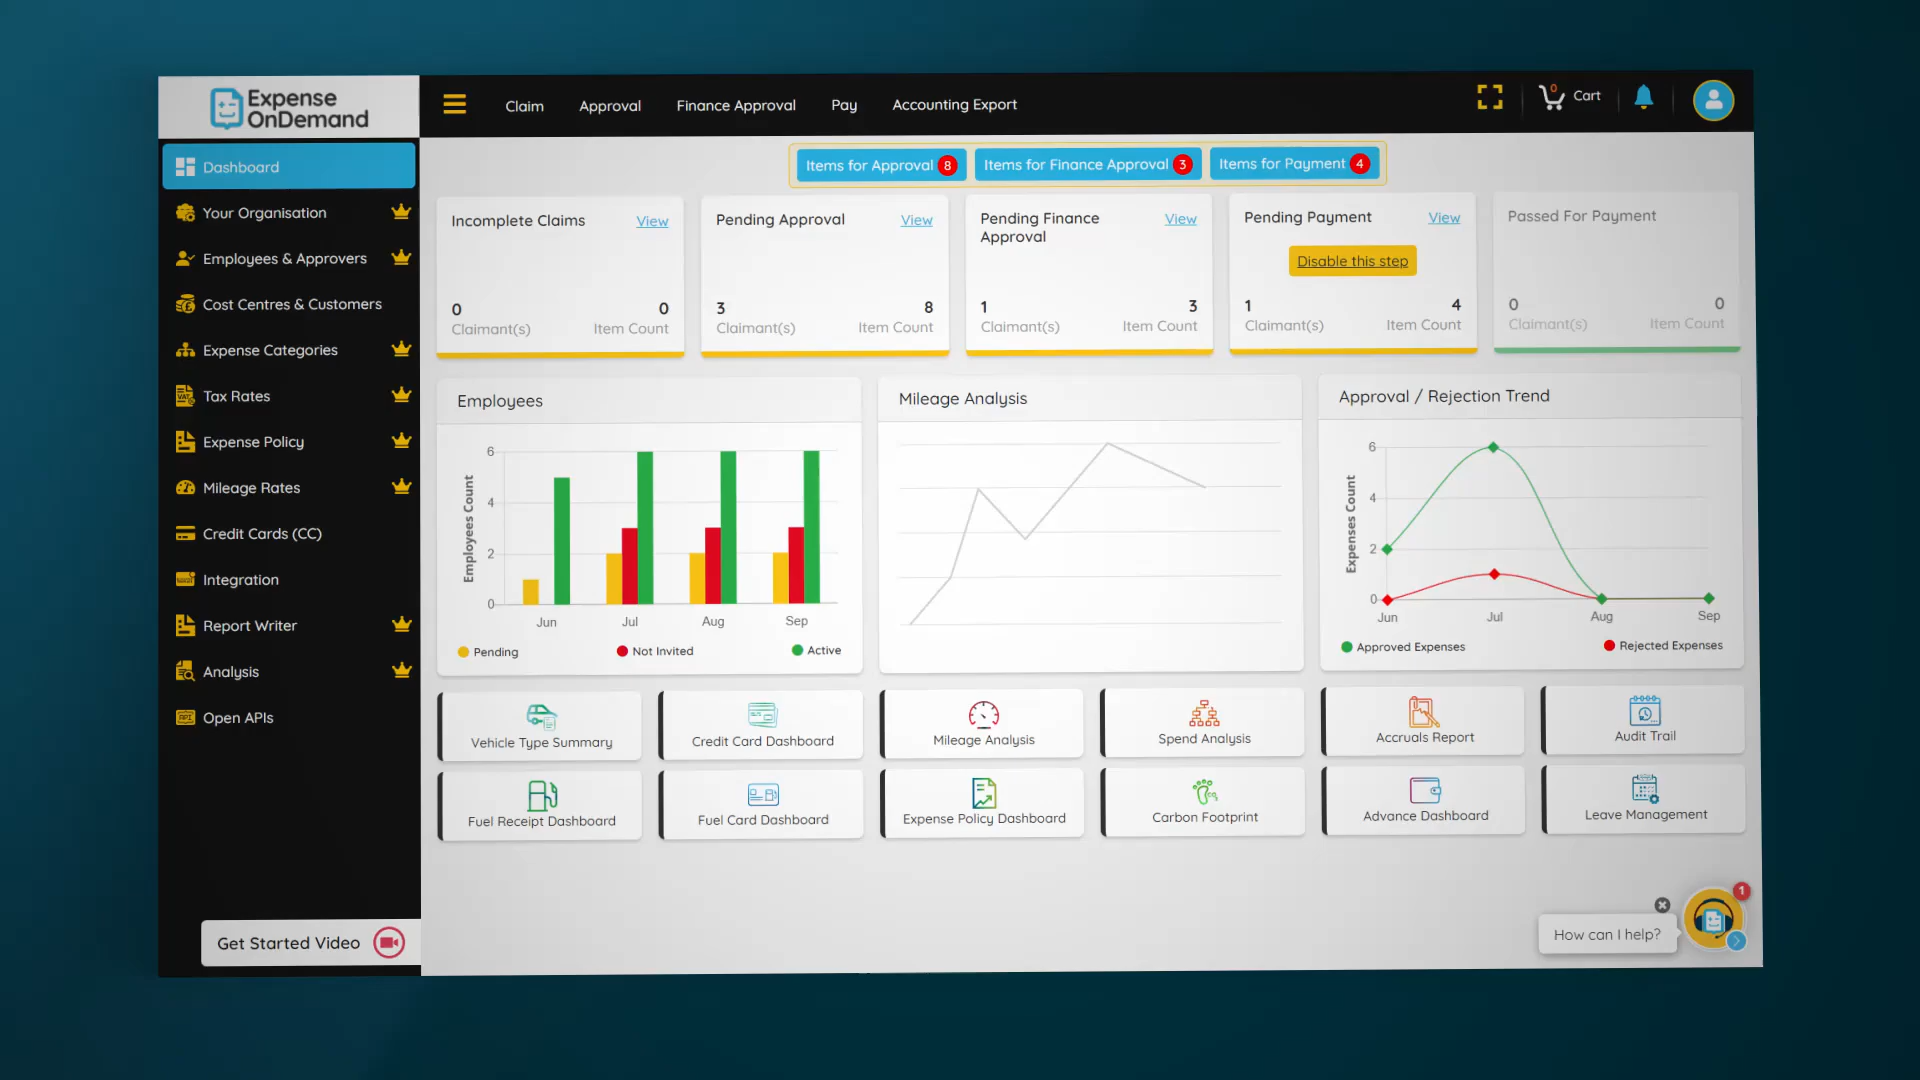 Expense
OnDemand
Claim
Approval
Finance Approval
Pay
Accounting Export
0
Cart
Dashboard
Your Organisation
Employees & Approvers
Cost Centres & Customers
Expense Categories
Tax Rates
Expense Policy
Mileage Rates
Credit Cards (CC)
Integration
Report Writer
Analysis
Open APIs
Get Started Video
Items for Approval 8
Items for Finance Approval 3
Items for Payment 4
Incomplete Claims
View
0
0
Claimant(s)
Item Count
Pending Approval
View
3
8
Claimant(s)
Item Count
Pending Finance
Approval
View
1
3
Claimant(s)
Item Count
Pending Payment
View
Disable this step
1
4
Claimant(s)
Item Count
Passed For Payment
0
0
Claimant(s)
Item Count
Employees
Employees Count
6
4
2
0
Jun
Jul
Aug
Sep
Pending
Not Invited
Active
Mileage Analysis
Approval / Rejection Trend
Expenses Count
6
4
2
0
Jun
Jul
Aug
Sep
Approved Expenses
Rejected Expenses
Vehicle Type Summary
Credit Card Dashboard
Mileage Analysis
Spend Analysis
Accruals Report
Audit Trail
Fuel Receipt Dashboard
Fuel Card Dashboard
Expense Policy Dashboard
Carbon Footprint
Advance Dashboard
Leave Management
How can I help?
1